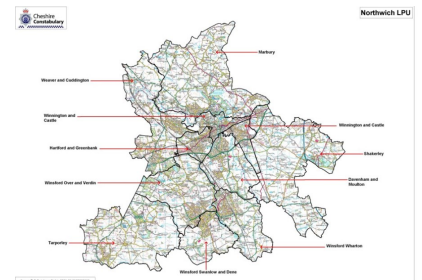 Cheshire
Constabulary
Northwich LPU
Marbury
Weaver and Cuddington
Winnington and
Castle
Winnington and Castle
Hartford and Greenbank
Shakerley
Davenham and
Moulton
Winsford Over and Verdin
Tarporley
Winsford Wharton
Winsford Swanlow and Dene